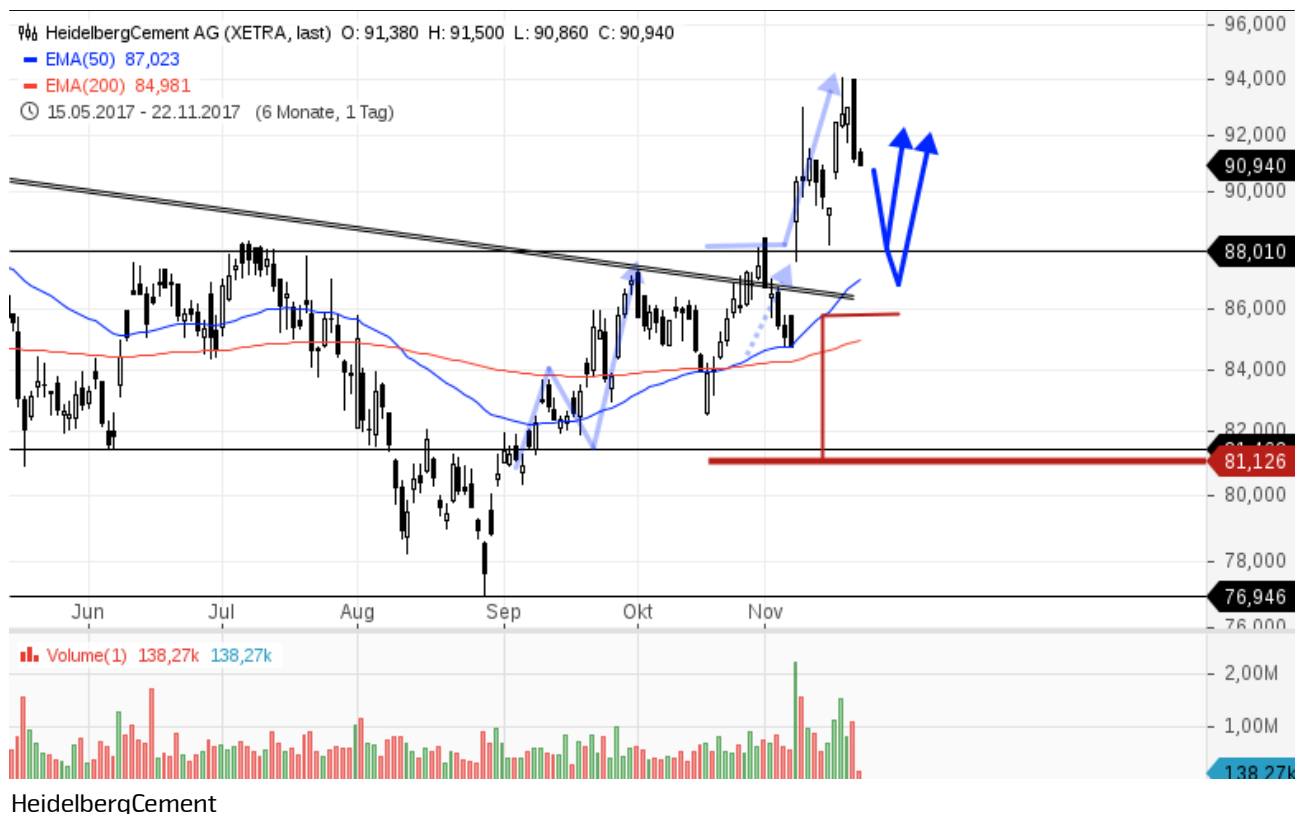 HeidelbergCement AG (XETRA, last) O: 91,380 H: 91,500 L: 90,860 C: 90,940
EMA(50) 87,023
EMA(200) 84,981
15.05.2017 - 22.11.2017 (6 Monate, 1 Tag)
96,000
94,000
92,000
90,940
90,000
88,010
86,000
84,000
82,000
81,126
80,000
78,000
76,946
76,000
Jun Jul Aug Sep Okt Nov
Volume(1) 138,27k 138,27k
2,00M
1,00M
138,27k
HeidelbergCement